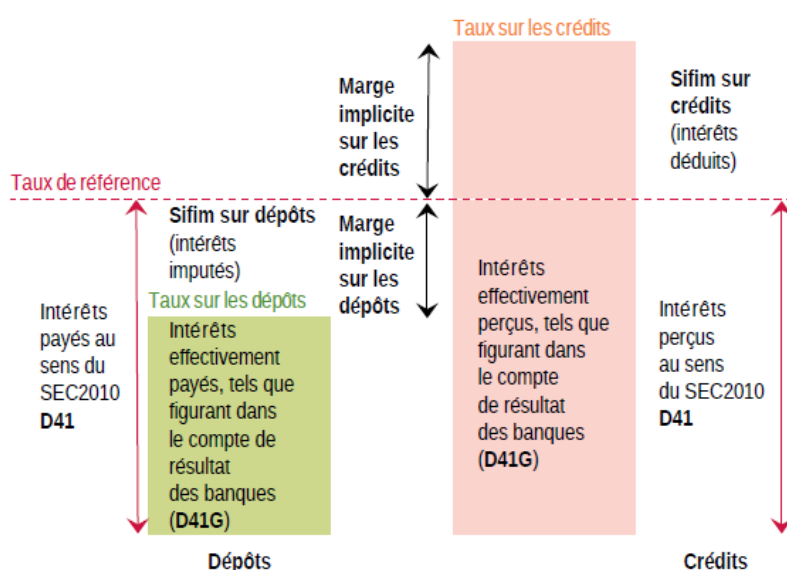 Taux sur les crédits
Marge
implicite
sur les
crédits
Sifim sur
crédits
(intérêts
déduits)
Taux de référence
Sifim sur dépôts
(intérêts
imputés)
Marge
implicite
sur les
dépôts
Taux sur les dépôts
Intérêts
payés au
sens du
SEC2010
D41
Intérêts
effectivement
payés, tels que
figurant dans
le compte de
résultat
des banques
(D41G)
Intérêts
effectivement
perçus, tels que
figurant dans
le compte
de résultat
des banques
(D41G)
Intérêts
perçus
au sens
du SEC2010
D41
Dépôts
Crédits